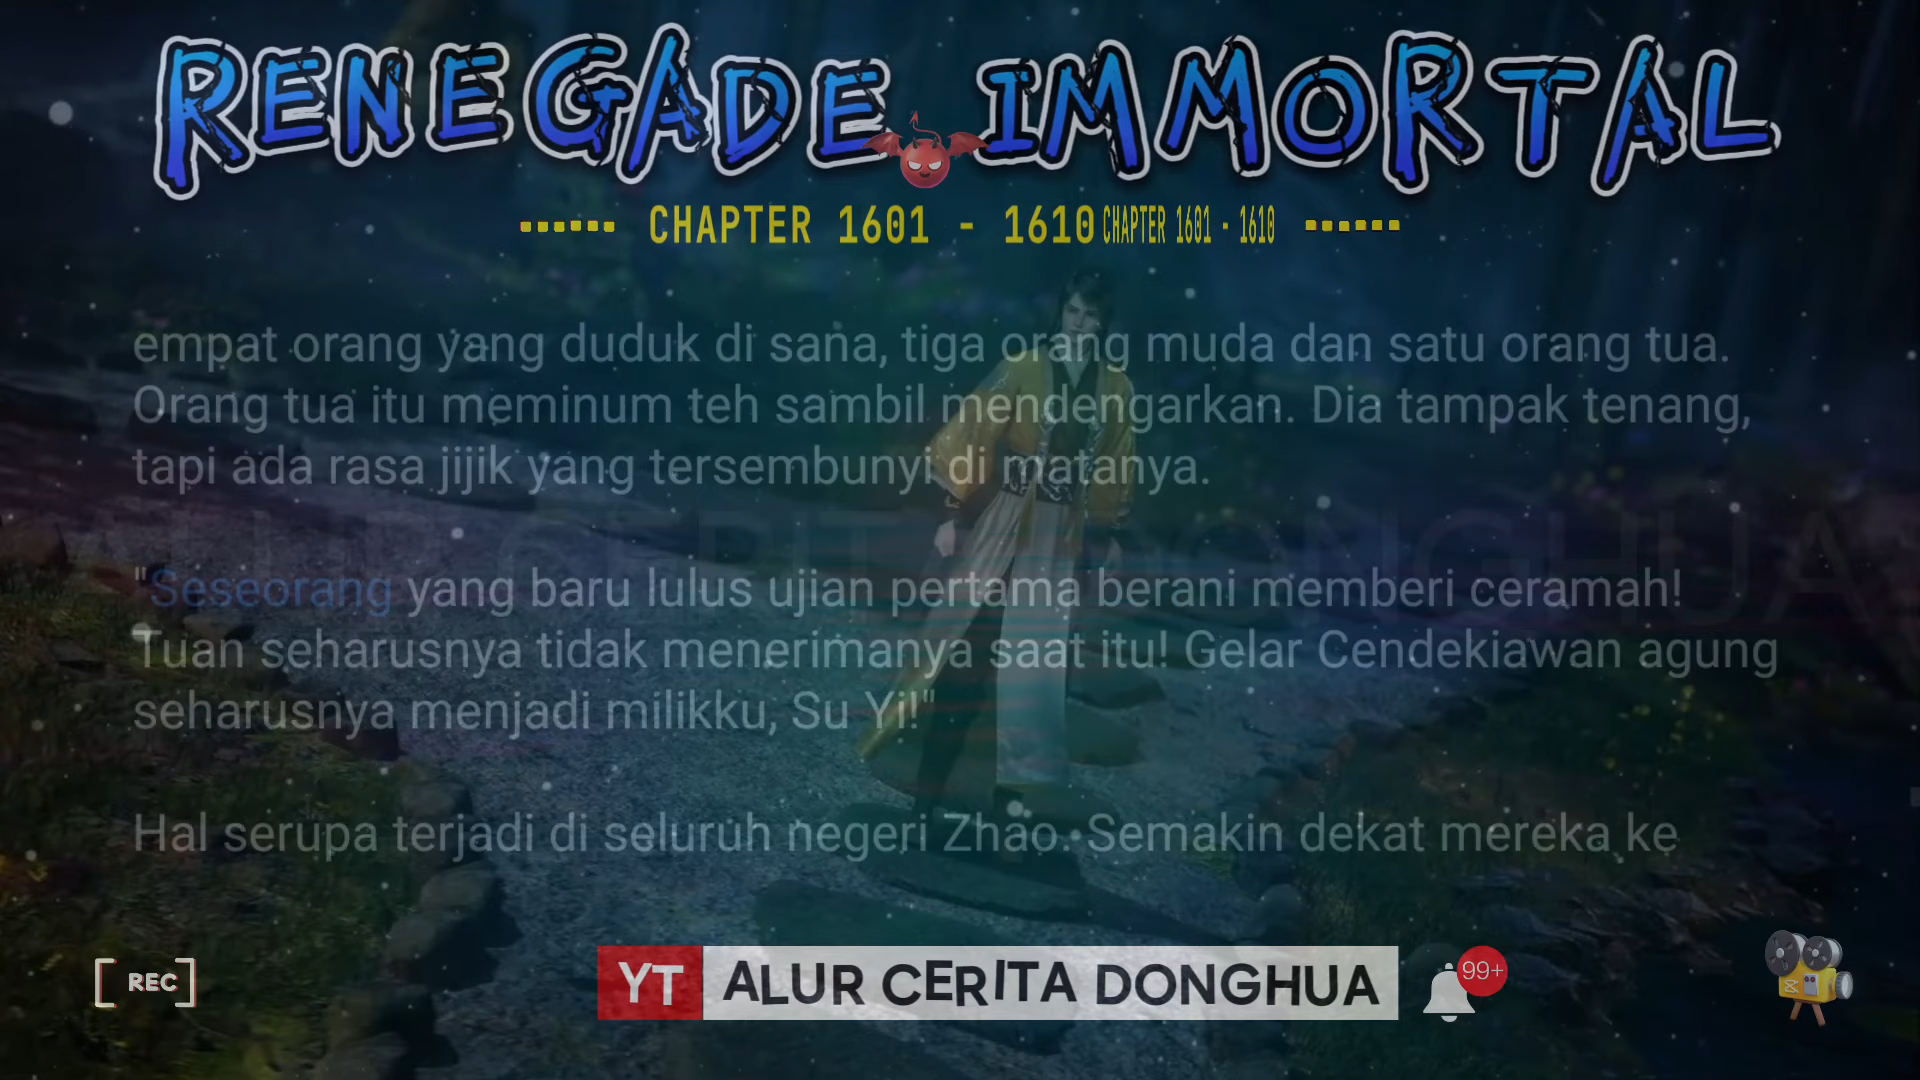 RENEGADE IMMORTAL
CHAPTER 1601 - 1610 CHAPTER 1601 - 1610
empat orang yang duduk di sana, tiga orang muda dan satu orang tua.
Orang tua itu meminum teh sambil mendengarkan. Dia tampak tenang,
tapi ada rasa jijik yang tersembunyi di matanya.
"Seseorang yang baru lulus ujian pertama berani memberi ceramah!
Tuan seharusnya tidak menerimanya saat itu! Gelar Cendekiawan agung
seharusnya menjadi milikku, Su Yi!"
Hal serupa terjadi di seluruh negeri Zhao. Semakin dekat mereka ke
[ REC ]
YT ALUR CERITA DONGHUA
99+